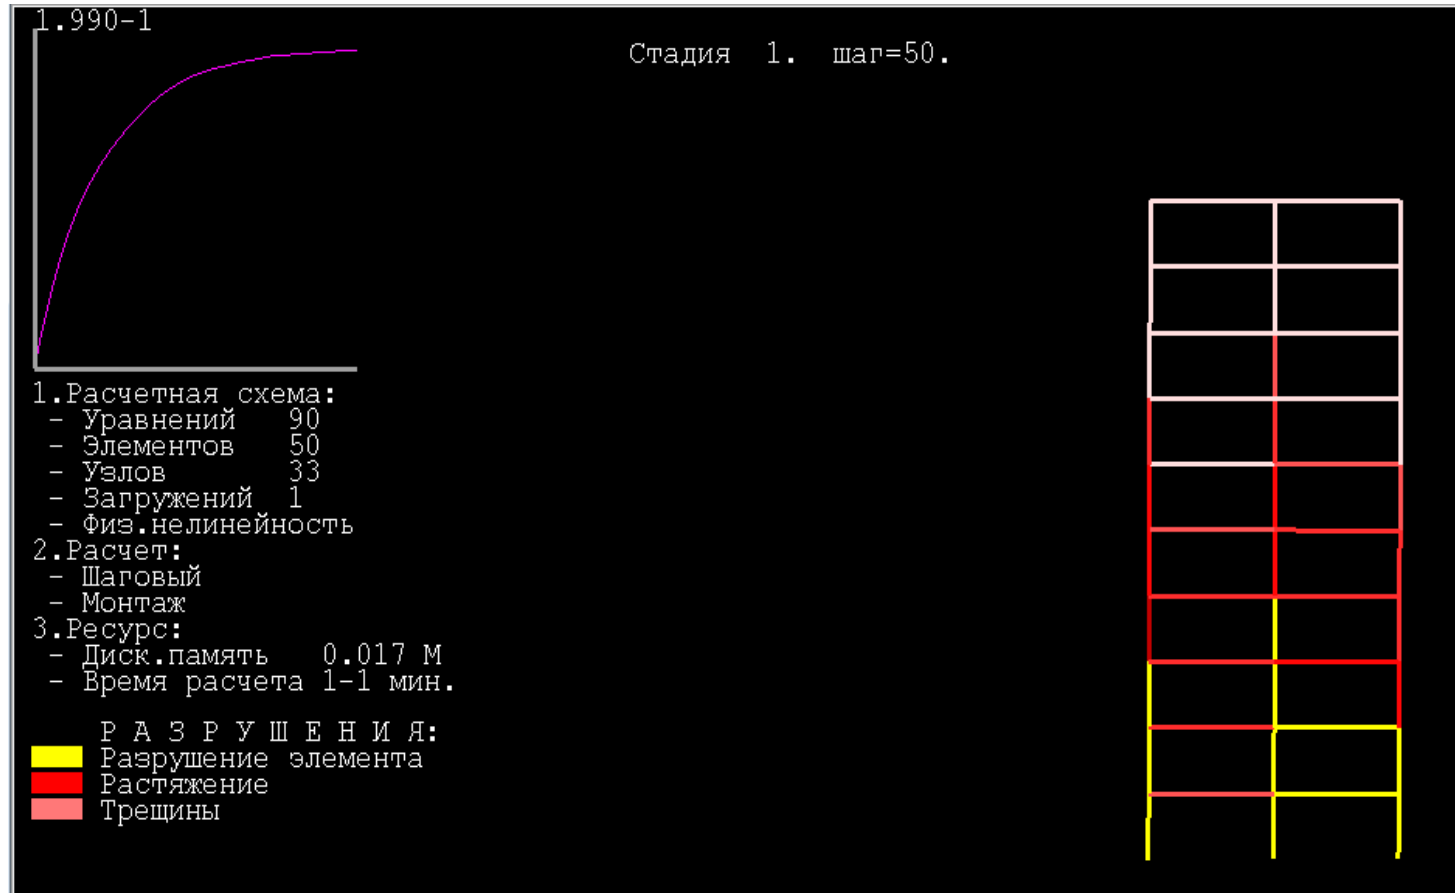 1.990-1
Стадия 1. шаг=50.
1.Расчетная схема:
- Уравнений 90
- Элементов 50
- Узлов 33
- Загружений 1
- Физ.нелинейность
2.Расчет:
- Шаговый
- Монтаж
3.Ресурс:
- Диск.память 0.017 М
- Время расчета 1-1 мин.
Р А З Р У Ш Е Н И Я:
Разрушение элемента
Растяжение
Трещины